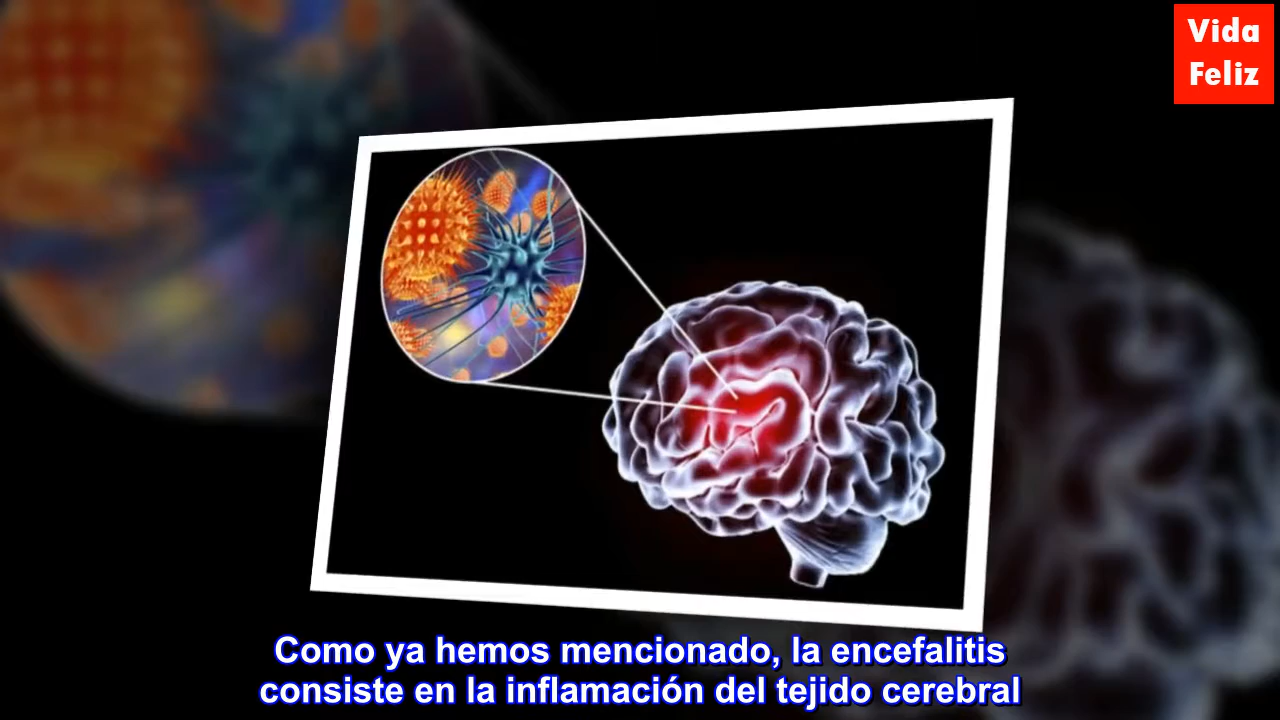 Vida
Feliz
Como ya hemos mencionado, la encefalitis
consiste en la inflamación del tejido cerebral